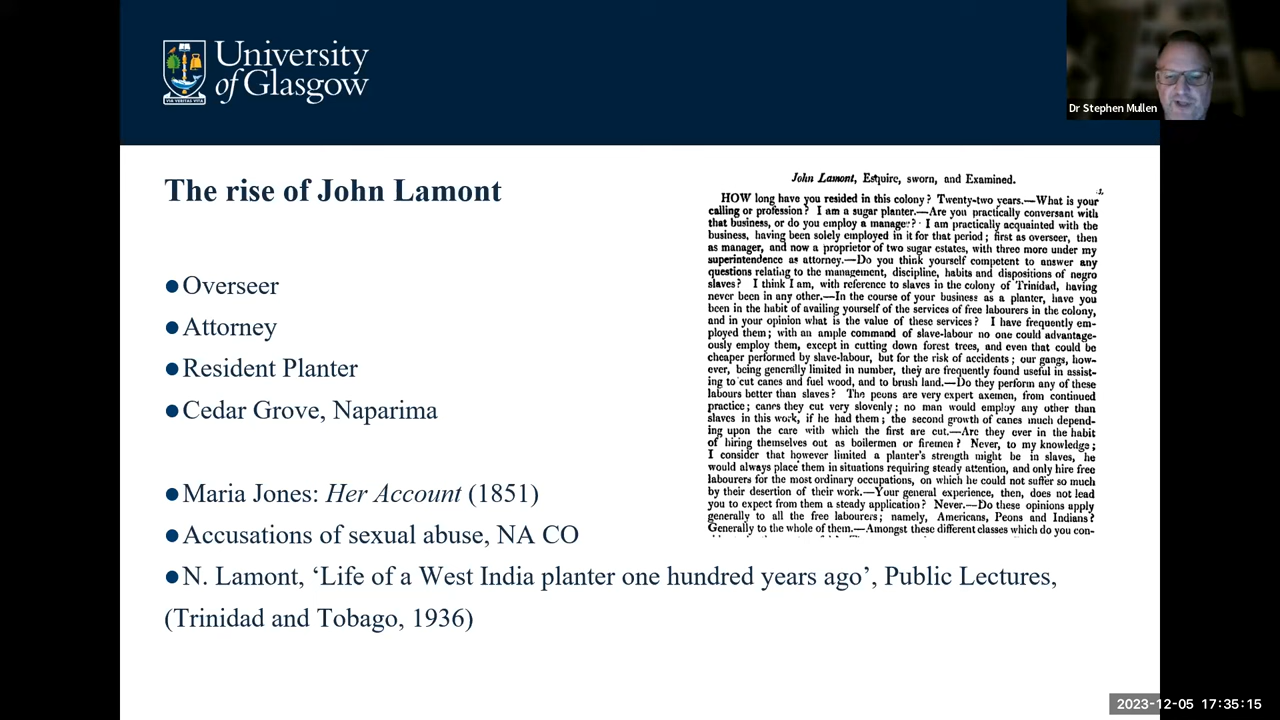 University
of Glasgow
VIA VERITAS VITA
Dr Stephen Mullen
The rise of John Lamont
●Overseer
●Attorney
●Resident Planter
●Cedar Grove, Naparima
●Maria Jones: Her Account (1851)
●Accusations of sexual abuse, NA CO
●N. Lamont, ‘Life of a West India planter one hundred years ago’, Public Lectures,
(Trinidad and Tobago, 1936)
John Lamont, Esquire, sworn, and Examined.
HOW long have you resided in this colony? Twenty-two years.—What is your
calling or profession? I am a sugar planter.—Are you practically conversant with
that business, or do you employ a manager? I am practically acquainted with the
business, having been solely employed in it for that period; first as overseer, then
as manager, and now a proprietor of two sugar estates, with three more under my
superintendence as attorney.—Do you think yourself competent to answer any
questions relating to the management, discipline, habits and dispositions of negro
slaves? I think I am, with reference to slaves in the colony of Trinidad, having
never been in any other.—In the course of your business as a planter, have you
been in the habit of availing yourself of the services of free labourers in the colony,
and in your opinion what is the value of these services? I have frequently em-
ployed them; with an ample command of slave-labour no one could advantage-
ously employ them, except in cutting down forest trees, and even that could be
cheaper performed by slave-labour, but for the risk of accidents; our gangs, how-
ever, being generally limited in number, they are frequently found useful in assist-
ing to cut canes and fuel wood, and to brush land.—Do they perform any of these
labours better than slaves? The peons are very expert axemen, from continued
practice; canes they cut very slovenly; no man would employ any other than
slaves in this work, if he had them; the second growth of canes much depend-
ing upon the care with which the first are cut.—Are they ever in the habit
of hiring themselves out as boilermen or firemen? Never, to my knowledge;
I consider that however limited a planter's strength might be in slaves, he
would always place them in situations requiring steady attention, and only hire free
labourers for the most ordinary occupations, on which he could not suffer so much
by their desertion of their work.—Your general experience, then, does not lead
you to expect from them a steady application? Never.—Do these opinions apply
generally to all the free labourers; namely, Americans, Peons and Indians?
Generally to the whole of them.—Amongst these different classes which do you con-
2023-12-05 17:35:15